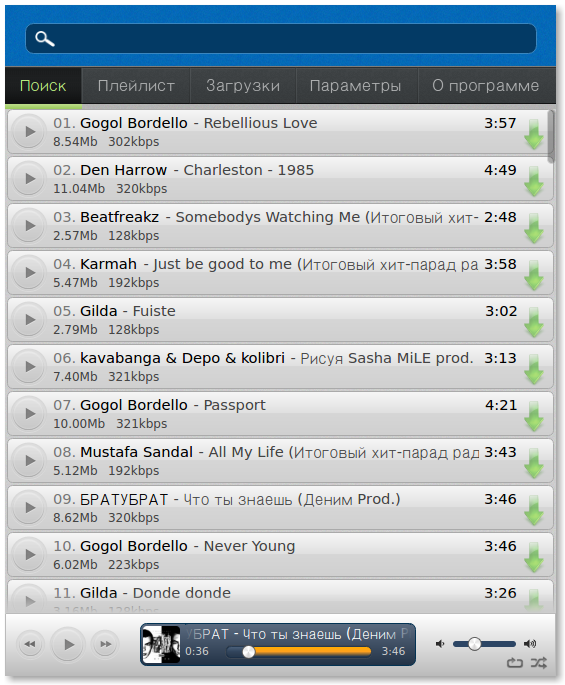 Поиск Плейлист Загрузки Параметры О программе
01. Gogol Bordello - Rebellious Love 3:57
8.54Mb 302kbps
02. Den Harrow - Charleston - 1985 4:49
11.04Mb 320kbps
03. Beatfreakz - Somebodys Watching Me (Итоговый хит- 2:48
2.57Mb 128kbps
04. Karmah - Just be good to me (Итоговый хит-парад ра 3:58
5.47Mb 192kbps
05. Gilda - Fuiste 3:02
2.79Mb 128kbps
06. kavabanga & Depo & kolibri - Рисуя Sasha MiLE prod. 3:13
7.40Mb 321kbps
07. Gogol Bordello - Passport 4:21
10.00Mb 321kbps
08. Mustafa Sandal - All My Life (Итоговый хит-парад рад 3:43
5.12Mb 192kbps
09. БРАТУБРАТ - Что ты знаешь (Деним Prod.) 3:46
8.62Mb 320kbps
10. Gogol Bordello - Never Young 3:46
6.02Mb 223kbps
11. Gilda - Donde donde 3:26
3.16Mb 128kbps
УБРАТ - Что ты знаешь (Деним P
0:36 3:46